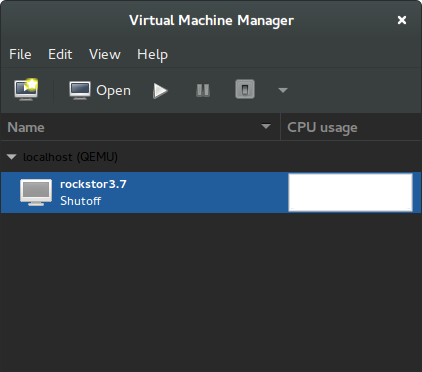 Virtual Machine Manager
File Edit View Help
Open
Name CPU usage
localhost (QEMU)
rockstor3.7
Shutoff